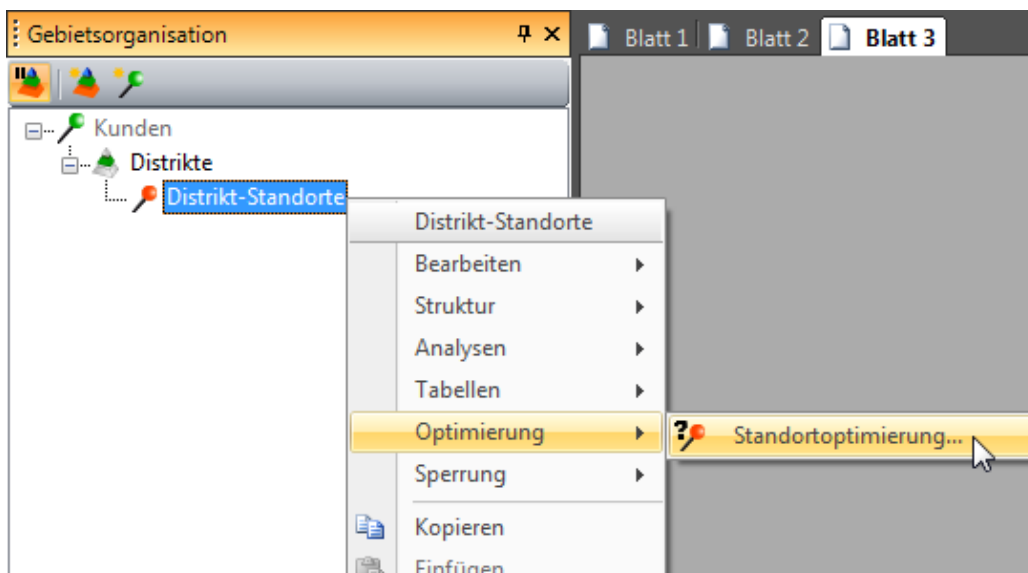 Gebietsorganisation
Blatt 1
Blatt 2
Blatt 3
Kunden
Distrikte
Distrikt-Standorte
Distrikt-Standorte
Bearbeiten
Struktur
Analysen
Tabellen
Optimierung
Standortoptimierung...
Sperrung
Kopieren
Einfügen